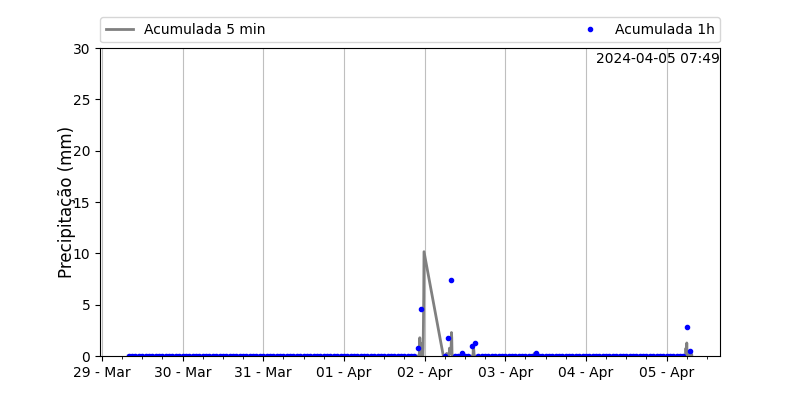 Acumulada 5 min
Acumulada 1h
2024-04-05 07:49
Precipitação (mm)
30
25
20
15
10
5
0
29 - Mar 30 - Mar 31 - Mar 01 - Apr 02 - Apr 03 - Apr 04 - Apr 05 - Apr